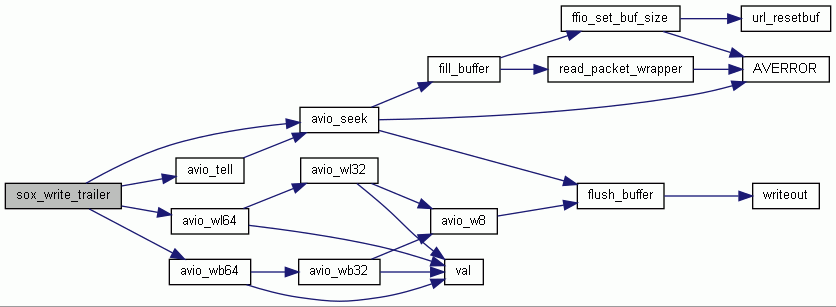 ffio_set_buf_size
url_resetbuf
fill_buffer
read_packet_wrapper
AVERROR
avio_seek
avio_tell
avio_wl32
sox_write_trailer
flush_buffer
writeout
avio_wl64
avio_w8
avio_wb64
avio_wb32
val